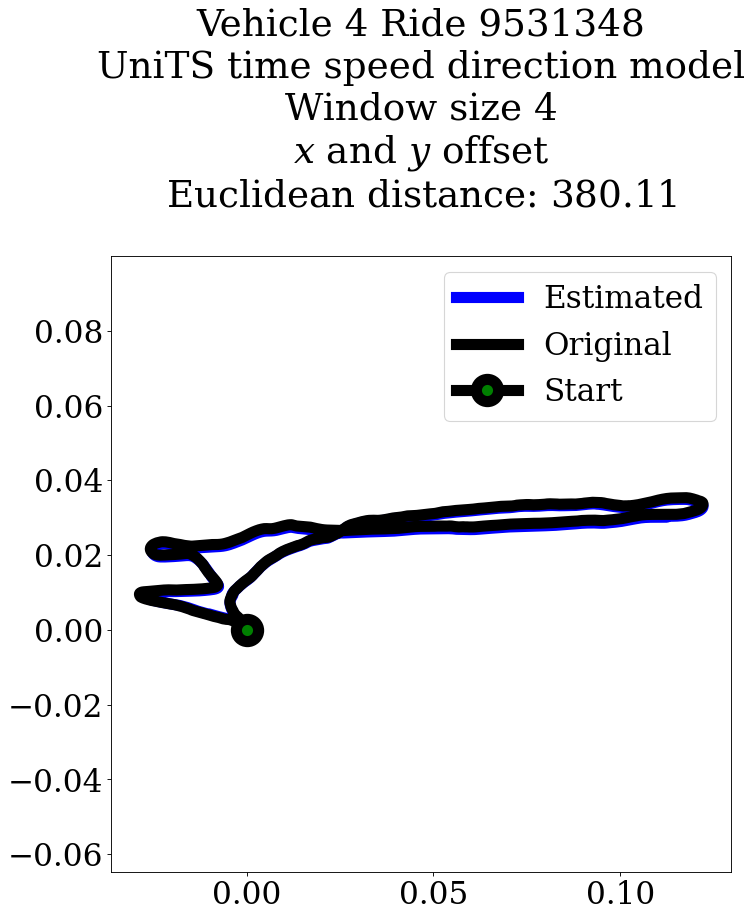 Vehicle 4 Ride 9531348
UniTS time speed direction model
Window size 4
x and y offset
Euclidean distance: 380.11
Estimated
Original
Start
0.08
0.06
0.04
0.02
0.00
−0.02
−0.04
−0.06
0.00 0.05 0.10